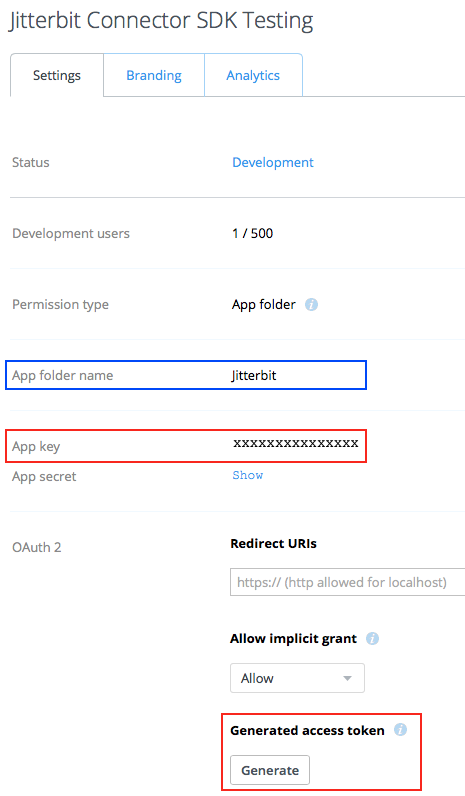 Jitterbit Connector SDK Testing
Settings Branding Analytics
Status Development
Development users 1 / 500
Permission type App folder i
App folder name Jitterbit
App key xxxxxxxxxxxxxxx
App secret Show
OAuth 2 Redirect URIs
https:// (http allowed for localhost)
Allow implicit grant i
Allow
Generated access token i
Generate